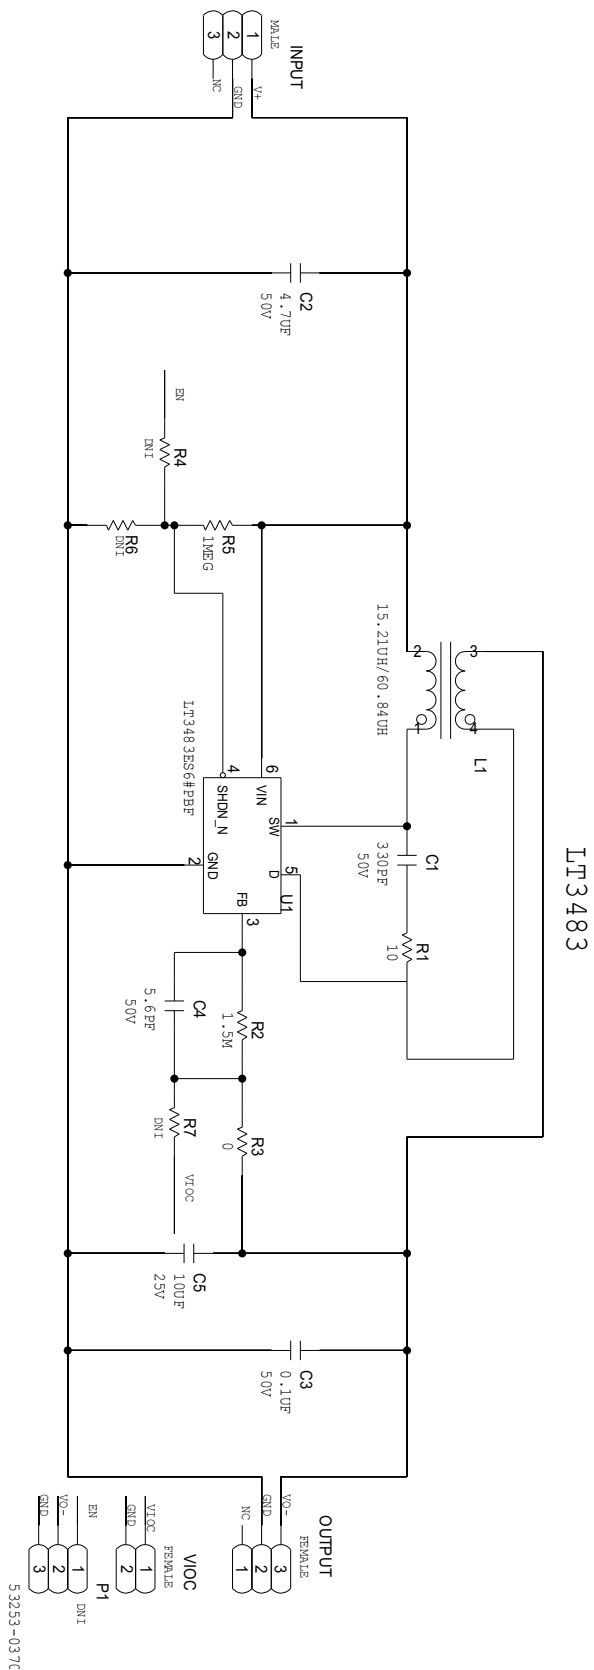 LT3483
INPUT
MALE
1
2
3
V+
GND
NC
C2
4.7UF
50V
EN
R4
DNI
R6
DNI
R5
1MEG
15.21UH/60.84UH
2
3
1
4
L1
LT3483ES6#PBF
4
6
VIN
SHDN_N
SW
1
GND
2
D
5
FB
3
U1
C1
330PF
50V
R1
10
C4
5.6PF
50V
R2
1.5M
R7
DNI
VIOC
R3
0
C5
10UF
25V
C3
0.1UF
50V
OUTPUT
FEMALE
VO-
GND
NC
3
2
1
VIOC
FEMALE
VIOC
GND
1
2
EN
VO-
GND
1
2
3
P1
DNI
53253-0370